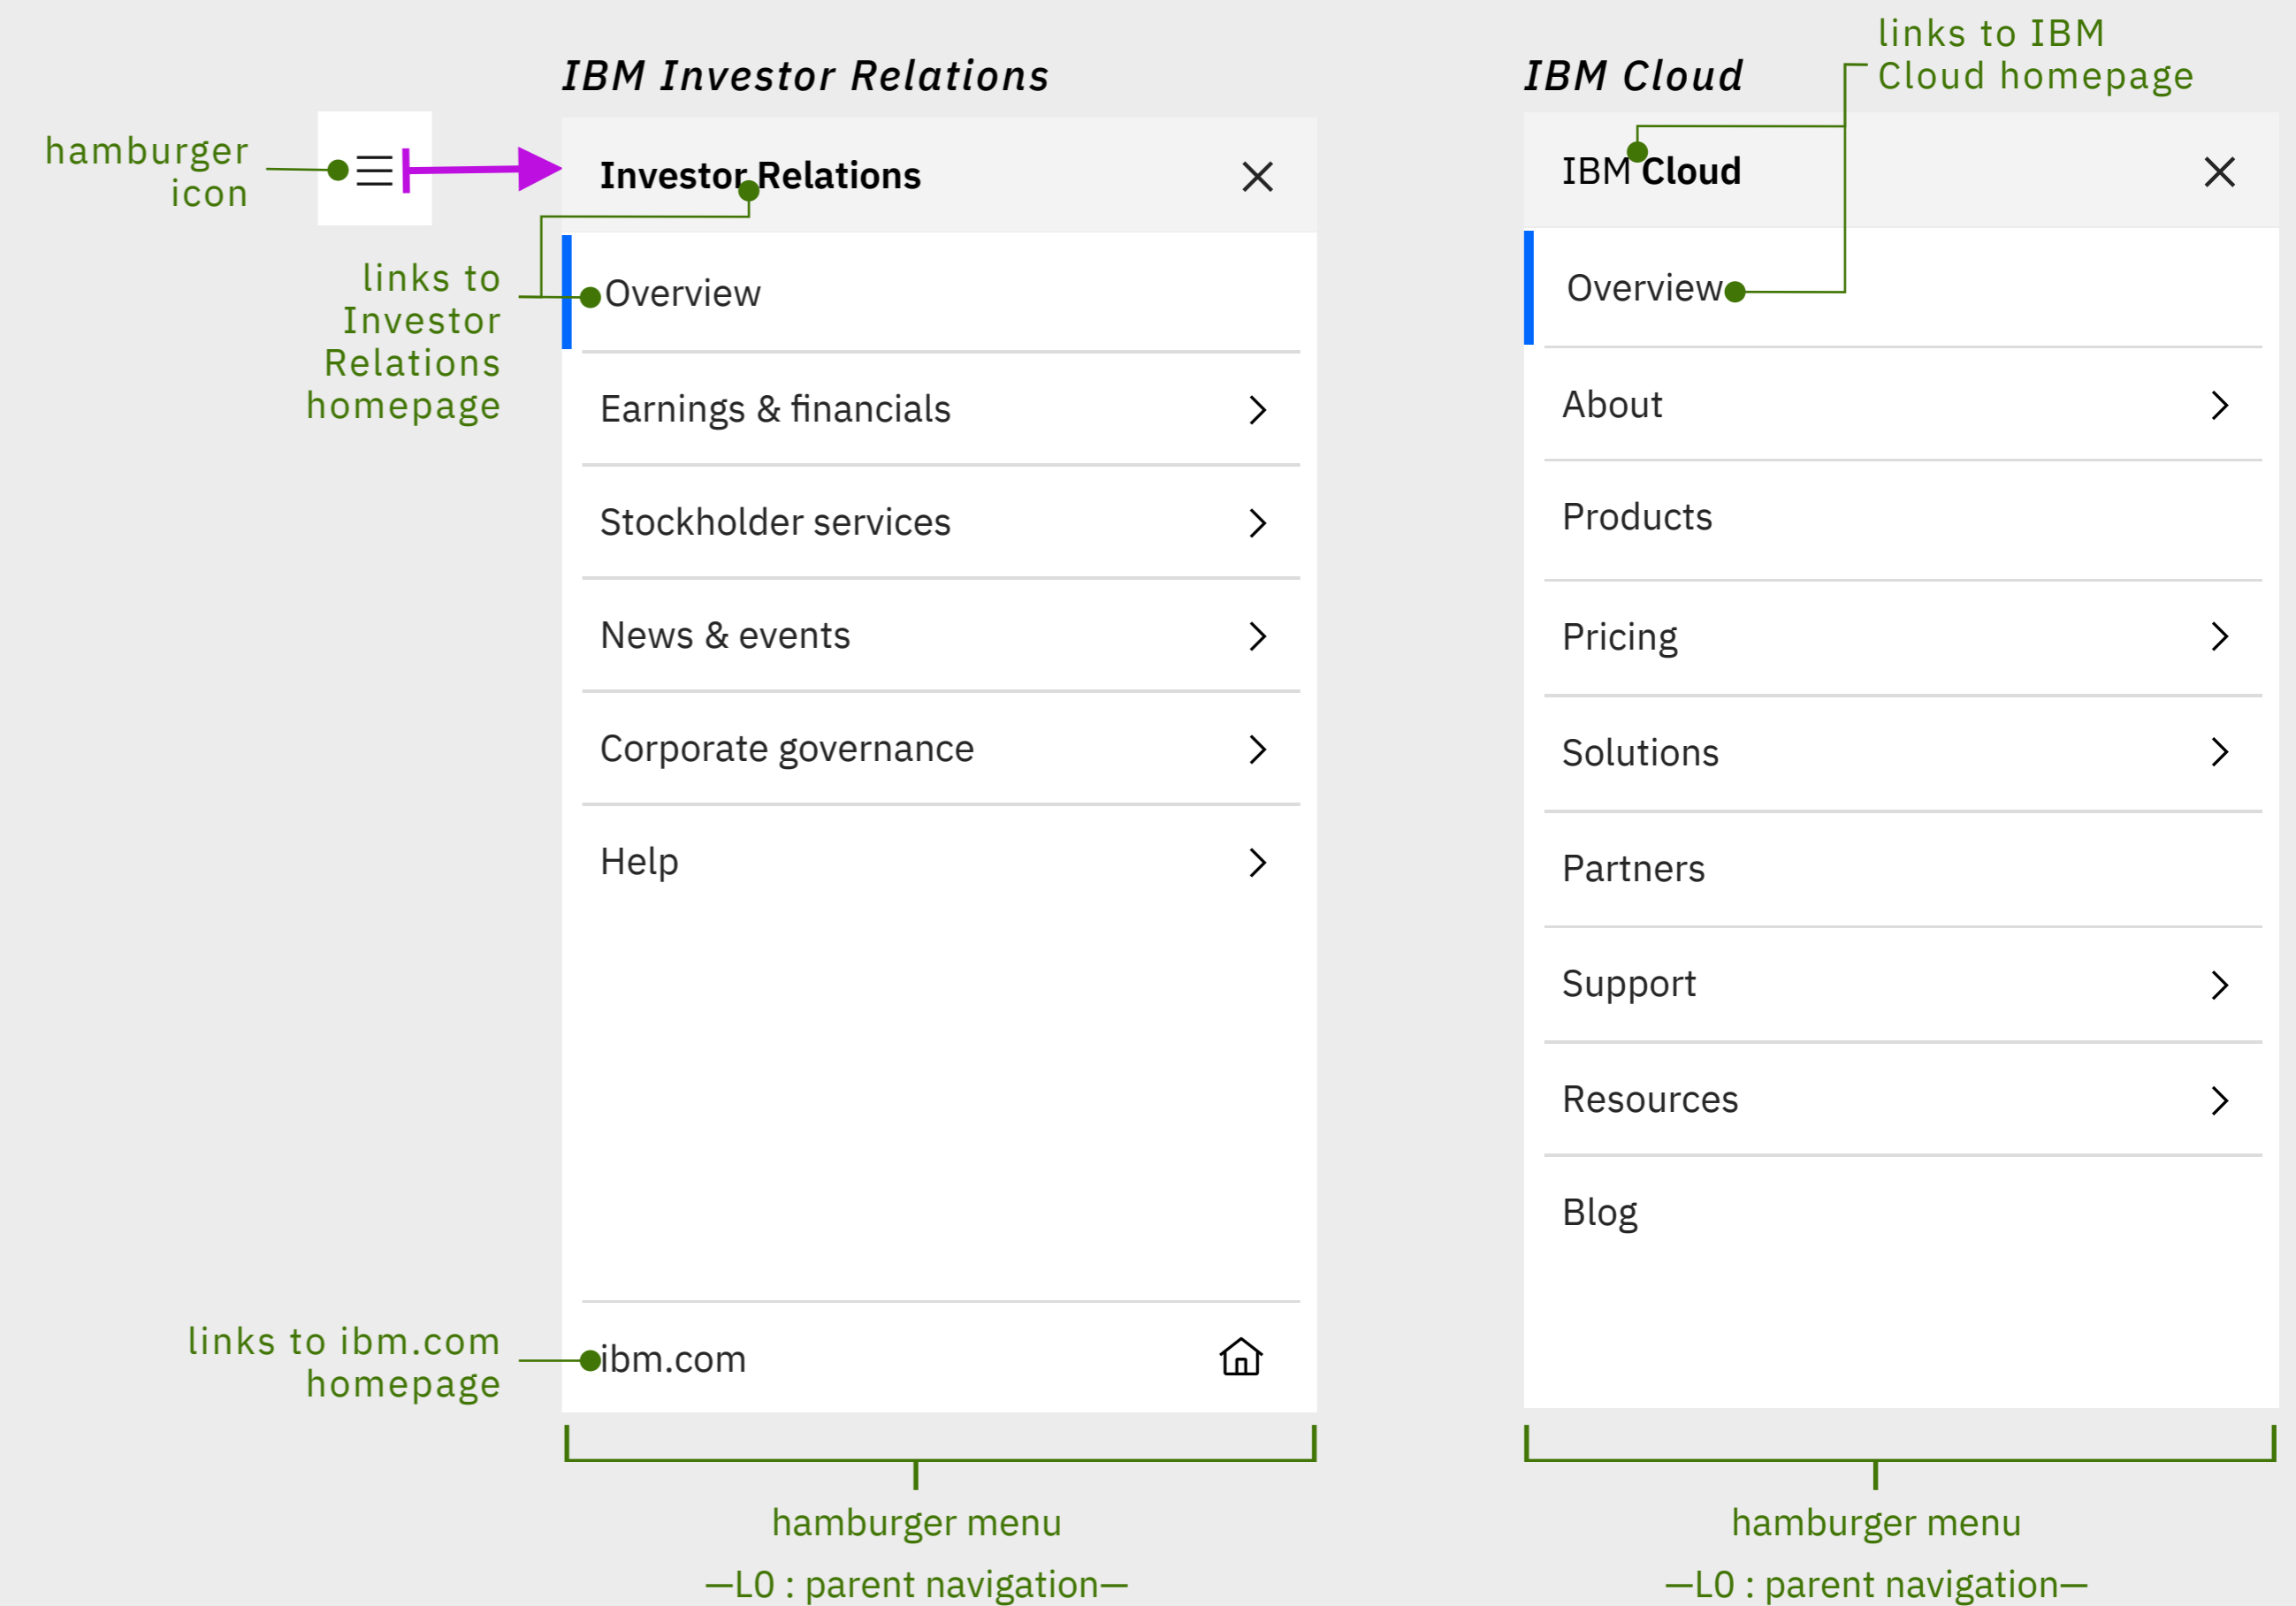 IBM Investor Relations
hamburger
icon
Investor Relations
links to
Investor
Relations
homepage
Overview
Earnings & financials
Stockholder services
News & events
Corporate governance
Help
links to ibm.com
homepage
ibm.com
hamburger menu
—L0 : parent navigation—
IBM Cloud
links to IBM
Cloud homepage
IBM Cloud
Overview
About
Products
Pricing
Solutions
Partners
Support
Resources
Blog
hamburger menu
—L0 : parent navigation—